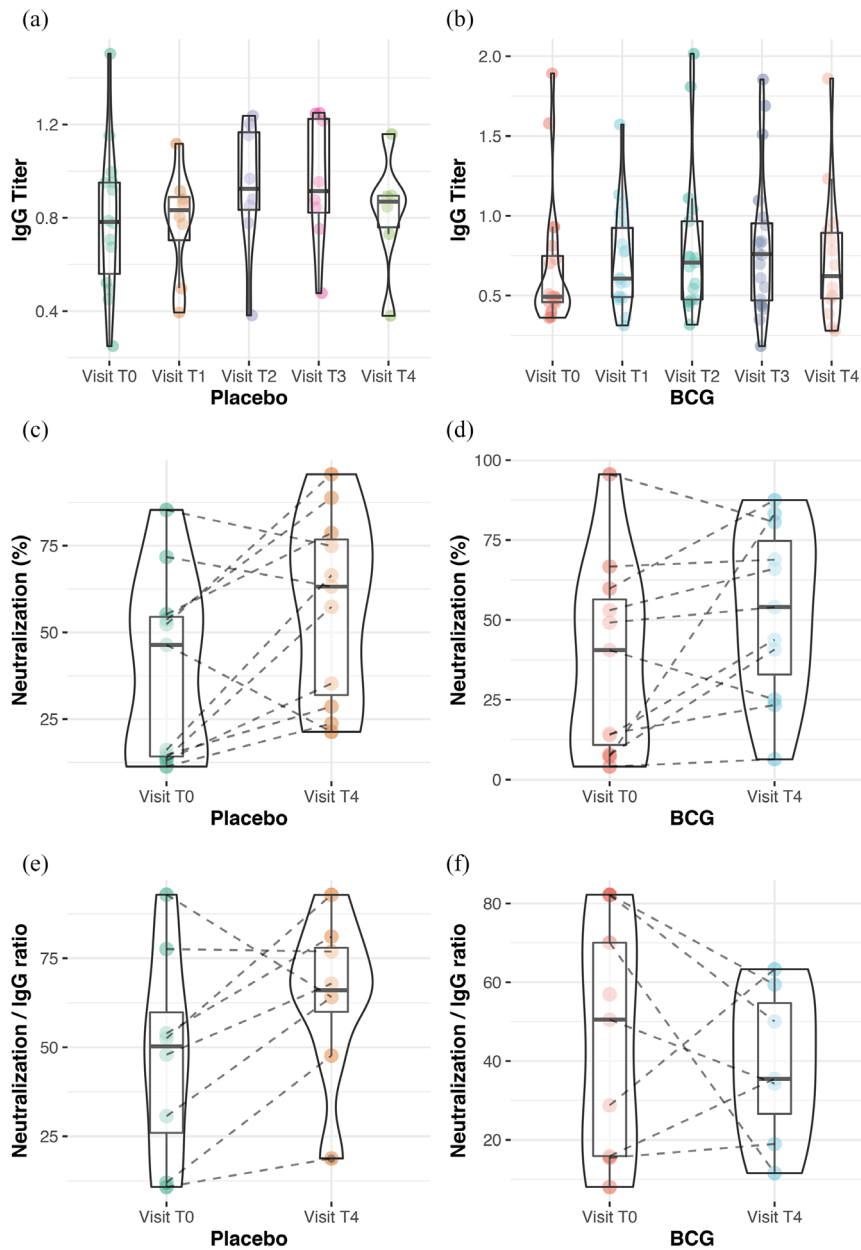 (a)
IgG Titer
1.2
0.8
0.4
Visit T0 Visit T1 Visit T2 Visit T3 Visit T4
Placebo
(b)
IgG Titer
2.0
1.5
1.0
0.5
Visit T0 Visit T1 Visit T2 Visit T3 Visit T4
BCG
(c)
Neutralization (%)
75
50
25
Visit T0 Visit T4
Placebo
(d)
Neutralization (%)
100
75
50
25
0
Visit T0 Visit T4
BCG
(e)
Neutralization / IgG ratio
75
50
25
Visit T0 Visit T4
Placebo
(f)
Neutralization / IgG ratio
80
60
40
20
Visit T0 Visit T4
BCG